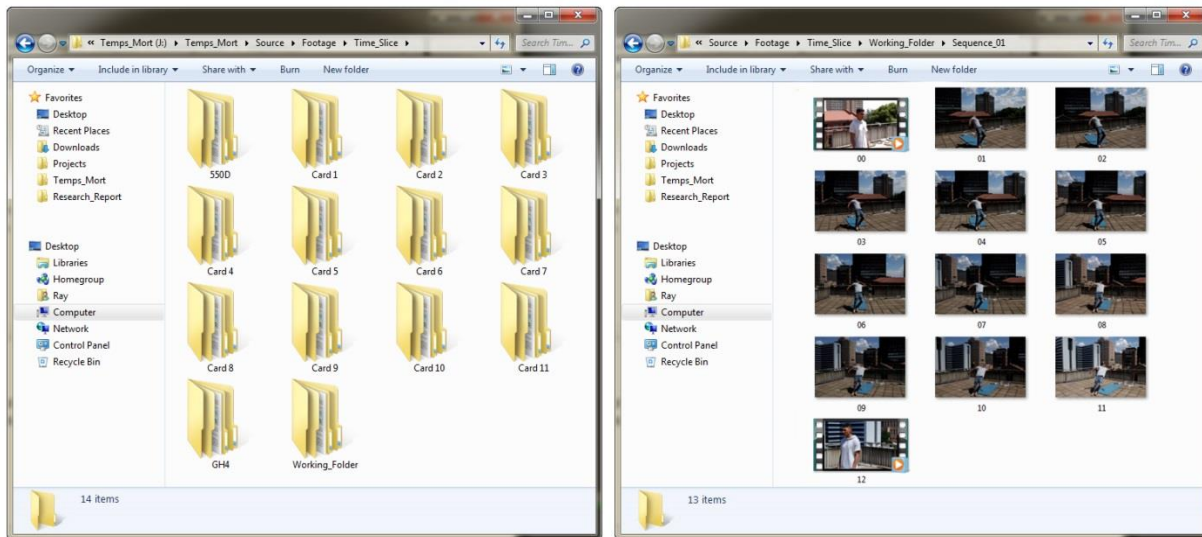 « Temps_Mort (J:) ▸ Temps_Mort ▸ Source ▸ Footage ▸ Time_Slice ▸
Search Tim...
Organize Include in library Share with Burn New folder
Favorites
Desktop
Recent Places
Downloads
Projects
Temps_Mort
Research_Report
Desktop
Libraries
Homegroup
Ray
Computer
Network
Control Panel
Recycle Bin
550D Card 1 Card 2 Card 3
Card 4 Card 5 Card 6 Card 7
Card 8 Card 9 Card 10 Card 11
GH4 Working_Folder
14 items
« Source ▸ Footage ▸ Time_Slice ▸ Working_Folder ▸ Sequence_01
Search Tim...
Organize Include in library Share with Burn New folder
Favorites
Desktop
Recent Places
Downloads
Projects
Temps_Mort
Research_Report
Desktop
Libraries
Homegroup
Ray
Computer
Network
Control Panel
Recycle Bin
00 01 02
03 04 05
06 07 08
09 10 11
12
13 items